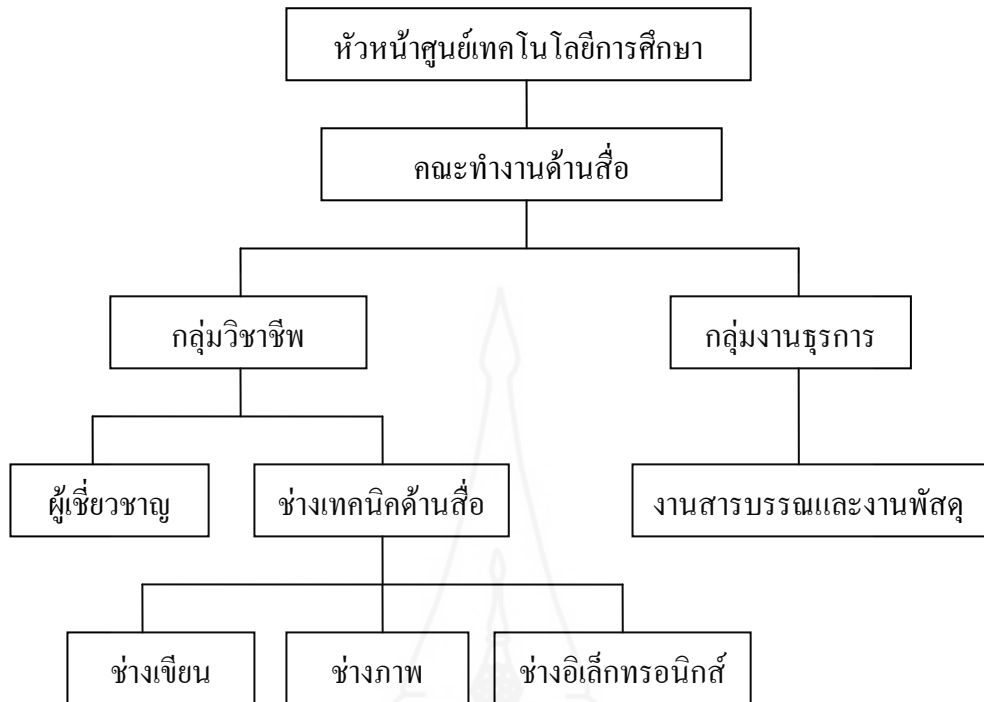 หัวหน้าศูนย์เทคโนโลยีการศึกษา
คณะทำงานด้านสื่อ
กลุ่มวิชาชีพ
กลุ่มงานธุรการ
ผู้เชี่ยวชาญ
ช่างเทคนิคด้านสื่อ
งานสารบรรณและงานพัสดุ
ช่างเขียน
ช่างภาพ
ช่างอิเล็กทรอนิกส์